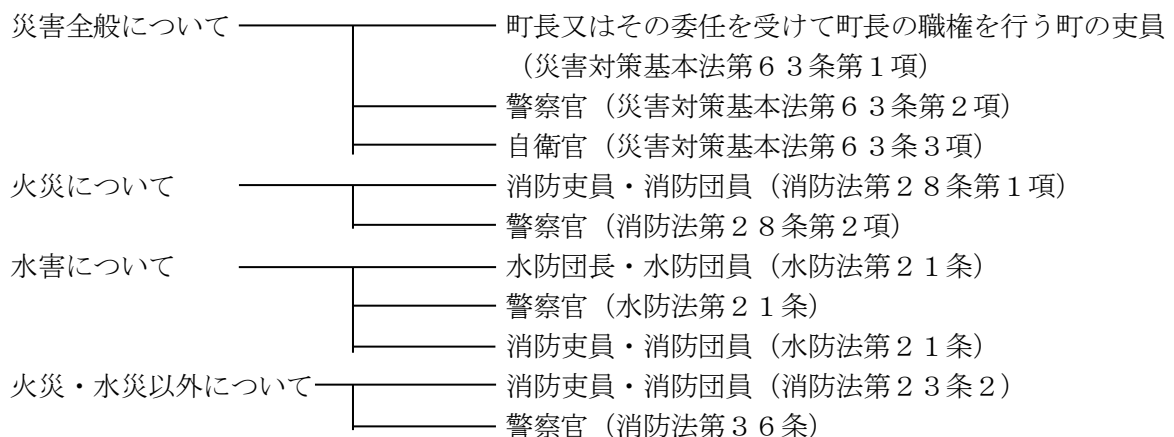 災害全般について 町長又はその委任を受けて町長の職権を行う町の吏員
（災害対策基本法第６３条第１項）
警察官（災害対策基本法第６３条第２項）
自衛官（災害対策基本法第６３条３項）
火災について 消防吏員・消防団員（消防法第２８条第１項）
警察官（消防法第２８条第２項）
水害について 水防団長・水防団員（水防法第２１条）
警察官（水防法第２１条）
消防吏員・消防団員（水防法第２１条）
火災・水災以外について 消防吏員・消防団員（消防法第２３条２）
警察官（消防法第３６条）